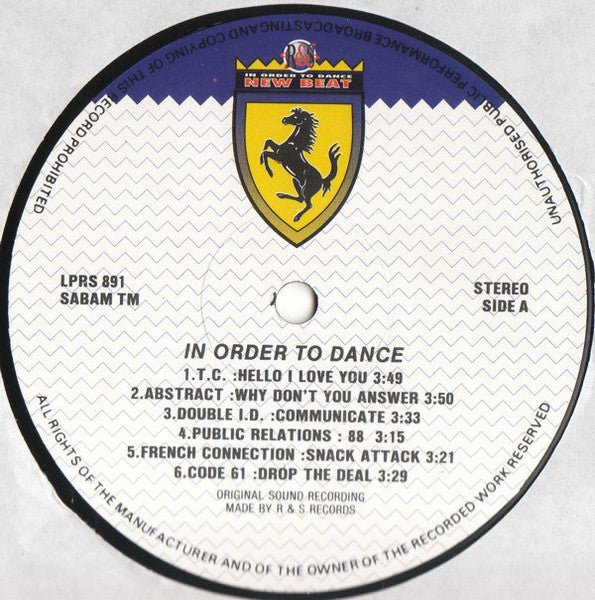 UNAUTHORISED PUBLIC PERFORMANCE BROADCASTING AND COPYING OF THIS RECORD PROHIBITED
R&S
IN ORDER TO DANCE
NEW BEAT
LPRS 891
SABAM TM
STEREO
SIDE A
IN ORDER TO DANCE
1.T.C. :HELLO I LOVE YOU 3:49
2.ABSTRACT :WHY DON'T YOU ANSWER 3:50
3.DOUBLE I.D. :COMMUNICATE 3:33
4.PUBLIC RELATIONS : 88 3:15
5.FRENCH CONNECTION :SNACK ATTACK 3:21
6.CODE 61 :DROP THE DEAL 3:29
ORIGINAL SOUND RECORDING
MADE BY R & S RECORDS
ALL RIGHTS OF THE MANUFACTURER AND OF THE OWNER OF THE RECORDED WORK RESERVED